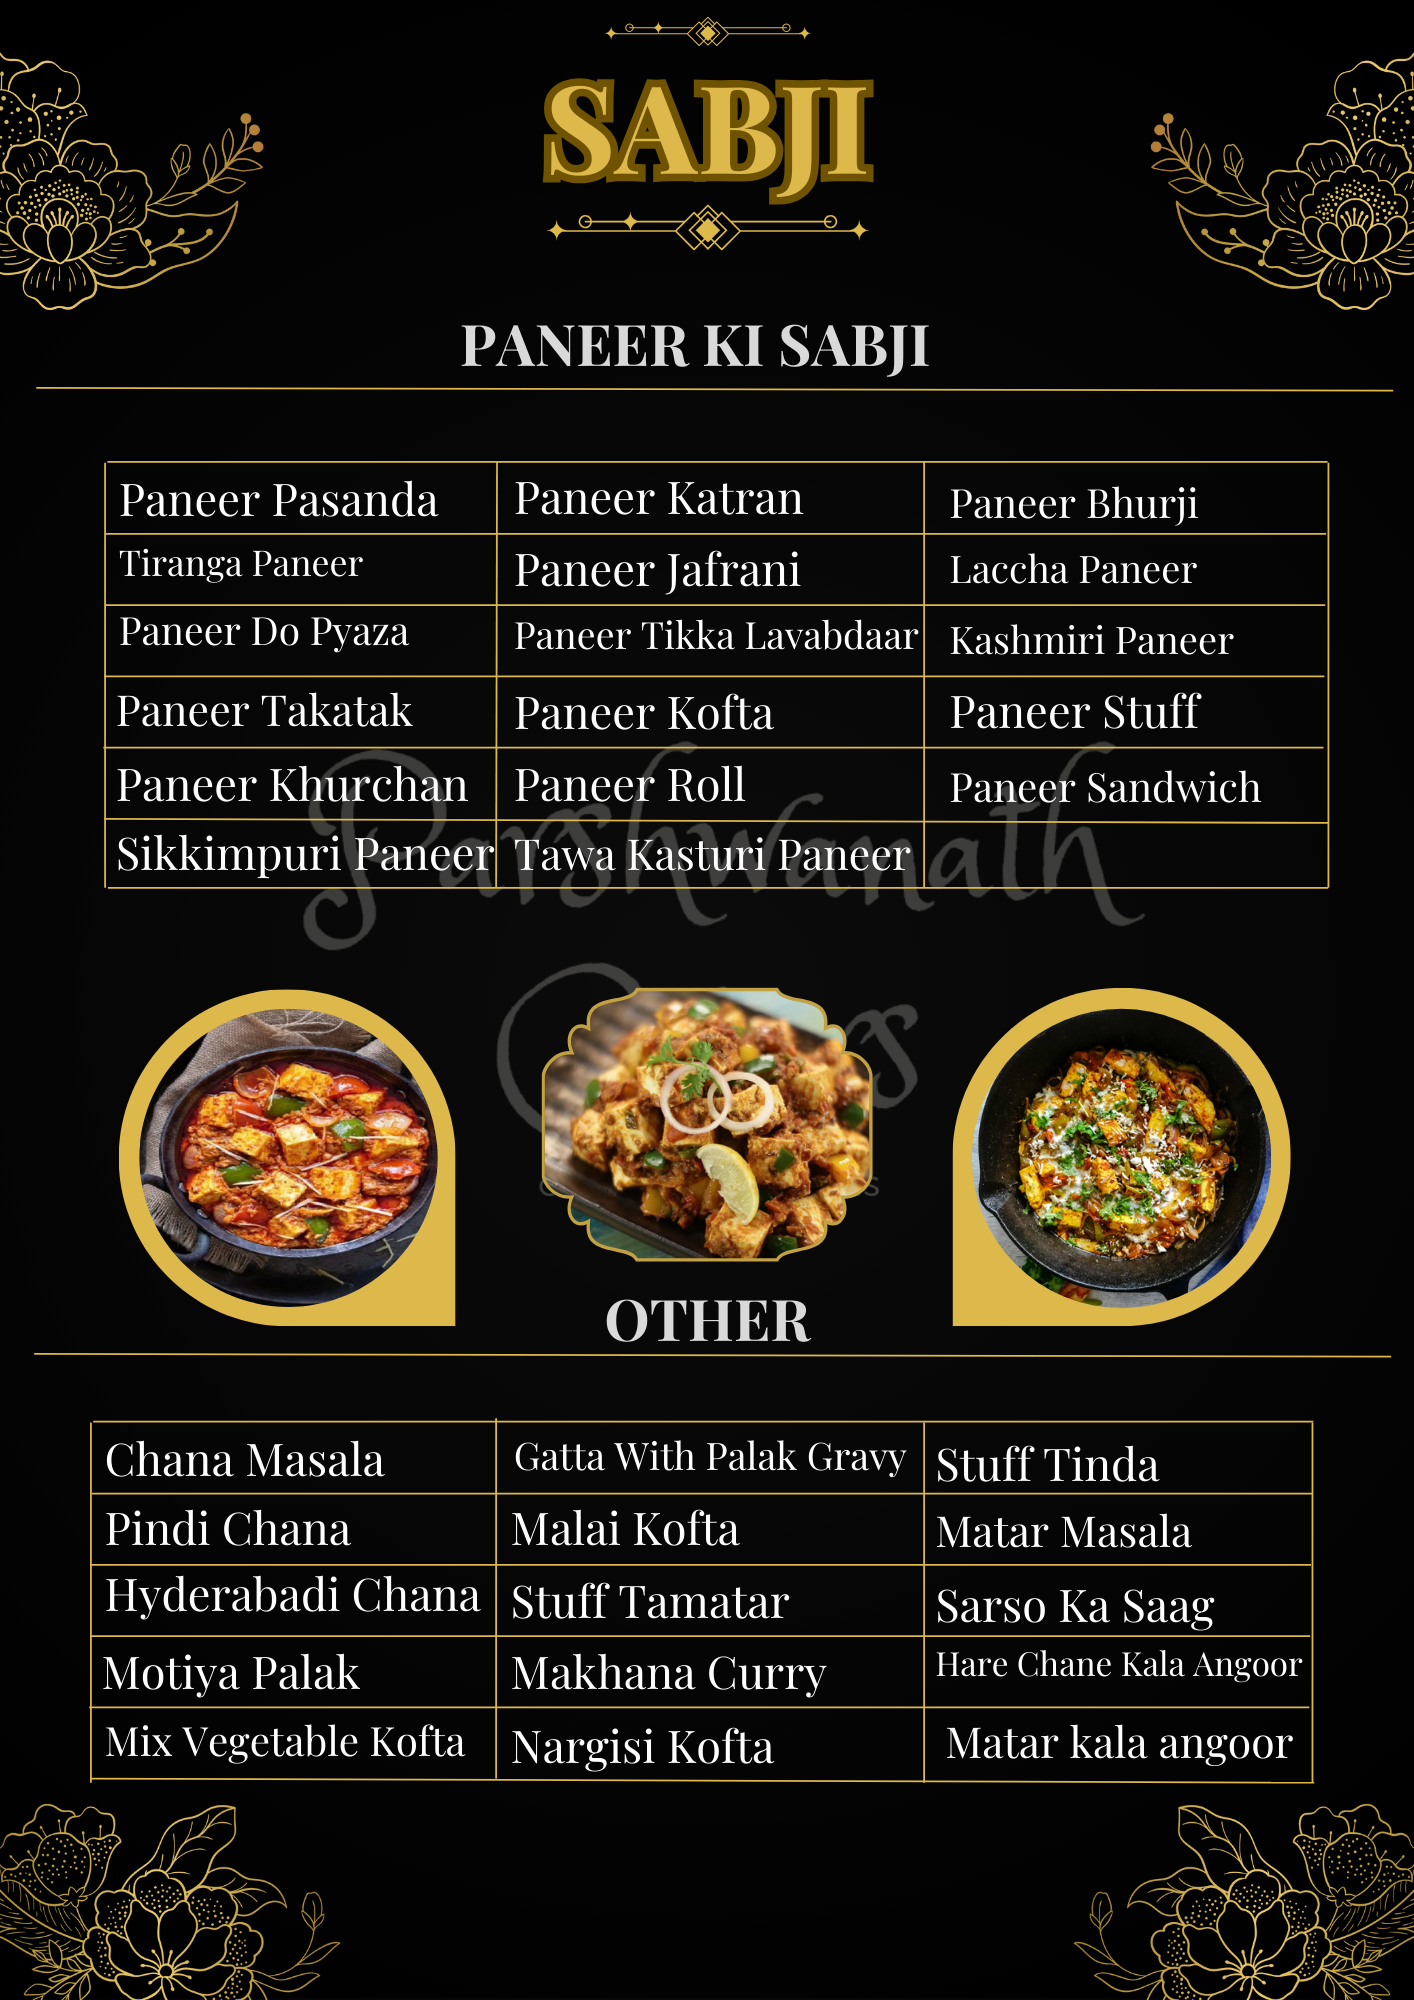 SABJI
PANEER KI SABJI
Paneer Pasanda Paneer Katran Paneer Bhurji
Tiranga Paneer Paneer Jafrani Laccha Paneer
Paneer Do Pyaza Paneer Tikka Lavabdaar Kashmiri Paneer
Paneer Takatak Paneer Kofta Paneer Stuff
Paneer Khurchan Paneer Roll Paneer Sandwich
Sikkimpuri Paneer Tawa Kasturi Paneer
Parshwanath
OTHER
Chana Masala Gatta With Palak Gravy Stuff Tinda
Pindi Chana Malai Kofta Matar Masala
Hyderabadi Chana Stuff Tamatar Sarso Ka Saag
Motiya Palak Makhana Curry Hare Chane Kala Angoor
Mix Vegetable Kofta Nargisi Kofta Matar kala angoor